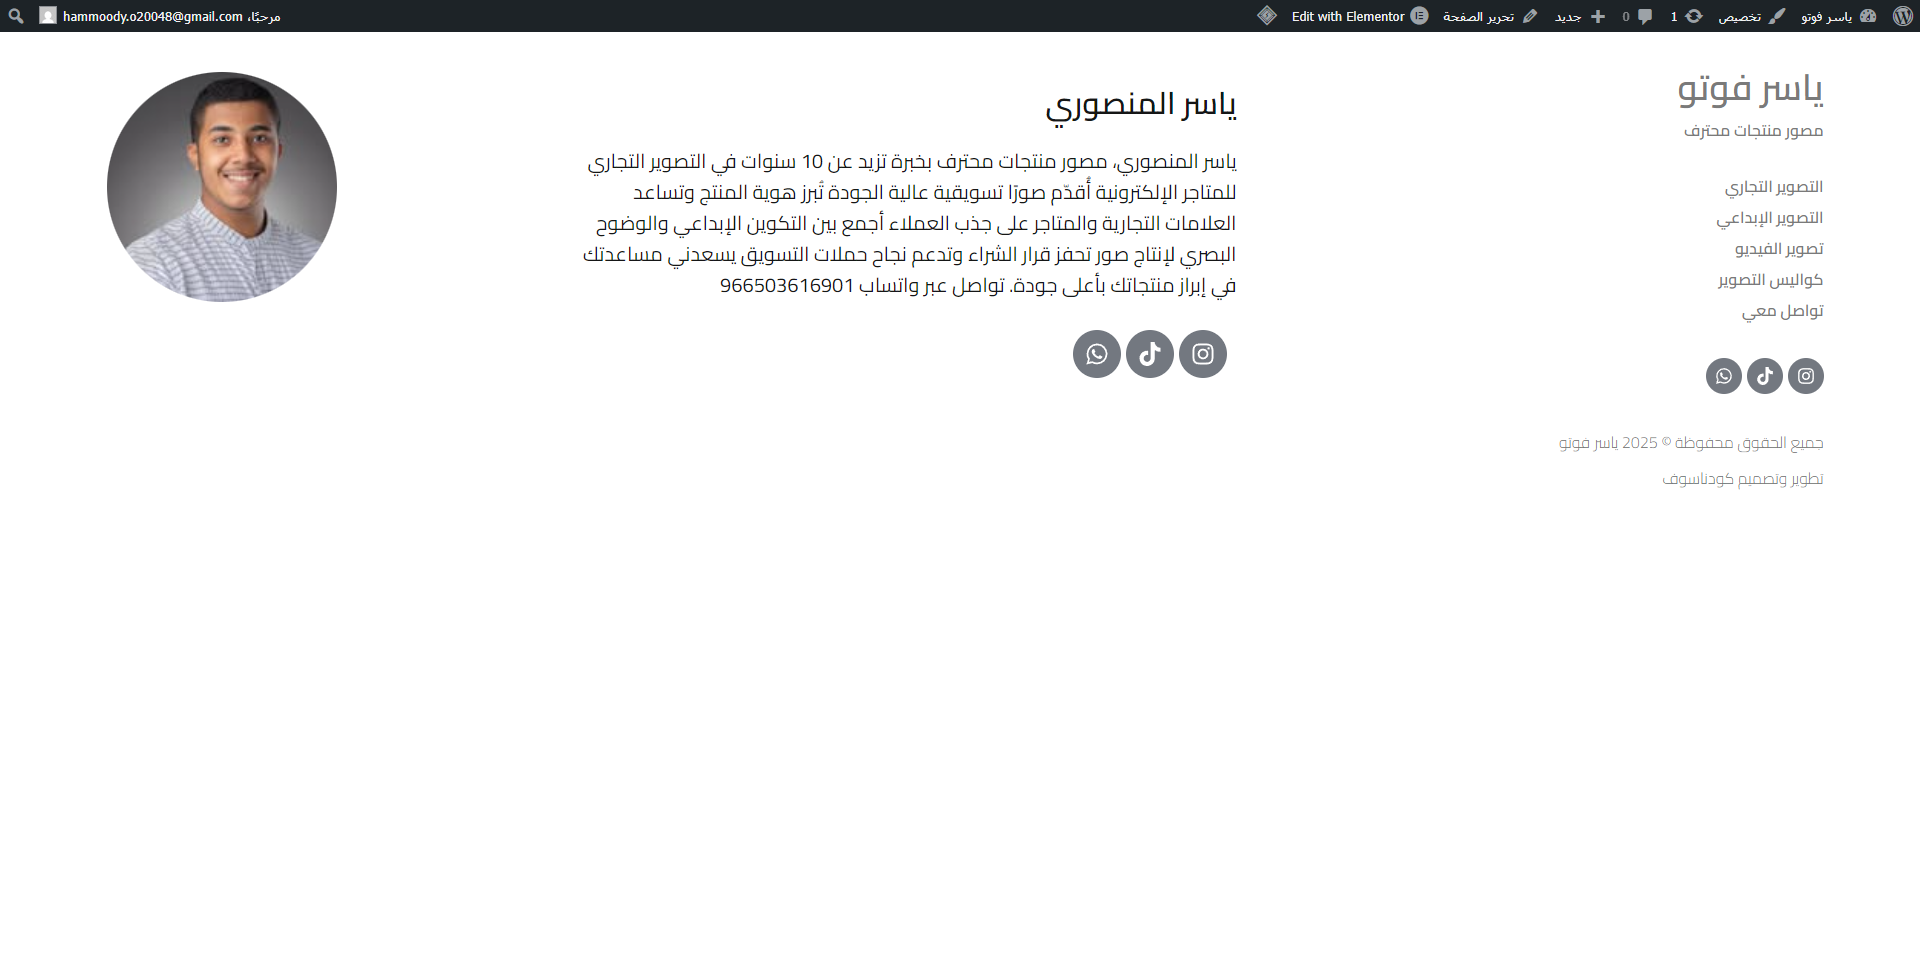 ياسر فوتو
تخصيص
1
0
جديد
تحرير الصفحة
Edit with Elementor
مرحبًا، hammoody.o20048@gmail.com
ياسر فوتو
مصور منتجات محترف
التصوير التجاري
التصوير الإبداعي
تصوير الفيديو
كواليس التصوير
تواصل معي
جميع الحقوق محفوظة © 2025 ياسر فوتو
تطوير وتصميم كودناسوف
ياسر المنصوري
ياسر المنصوري، مصور منتجات محترف بخبرة تزيد عن 10 سنوات في التصوير التجاري
للمتاجر الإلكترونية أُقدّم صورًا تسويقية عالية الجودة تُبرز هوية المنتج وتساعد
العلامات التجارية والمتاجر على جذب العملاء أجمع بين التكوين الإبداعي والوضوح
البصري لإنتاج صور تحفز قرار الشراء وتدعم نجاح حملات التسويق يسعدني مساعدتك
في إبراز منتجاتك بأعلى جودة. تواصل عبر واتساب 966503616901